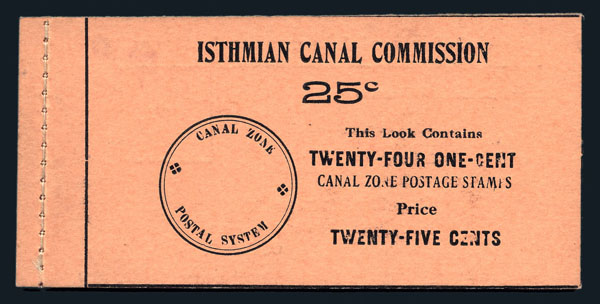 ISTHMIAN CANAL COMMISSION
25c
CANAL ZONE
POSTAL SYSTEM
This Look Contains
TWENTY-FOUR ONE-CENT
CANAL ZONE POSTAGE STAMPS
Price
TWENTY-FIVE CENTS